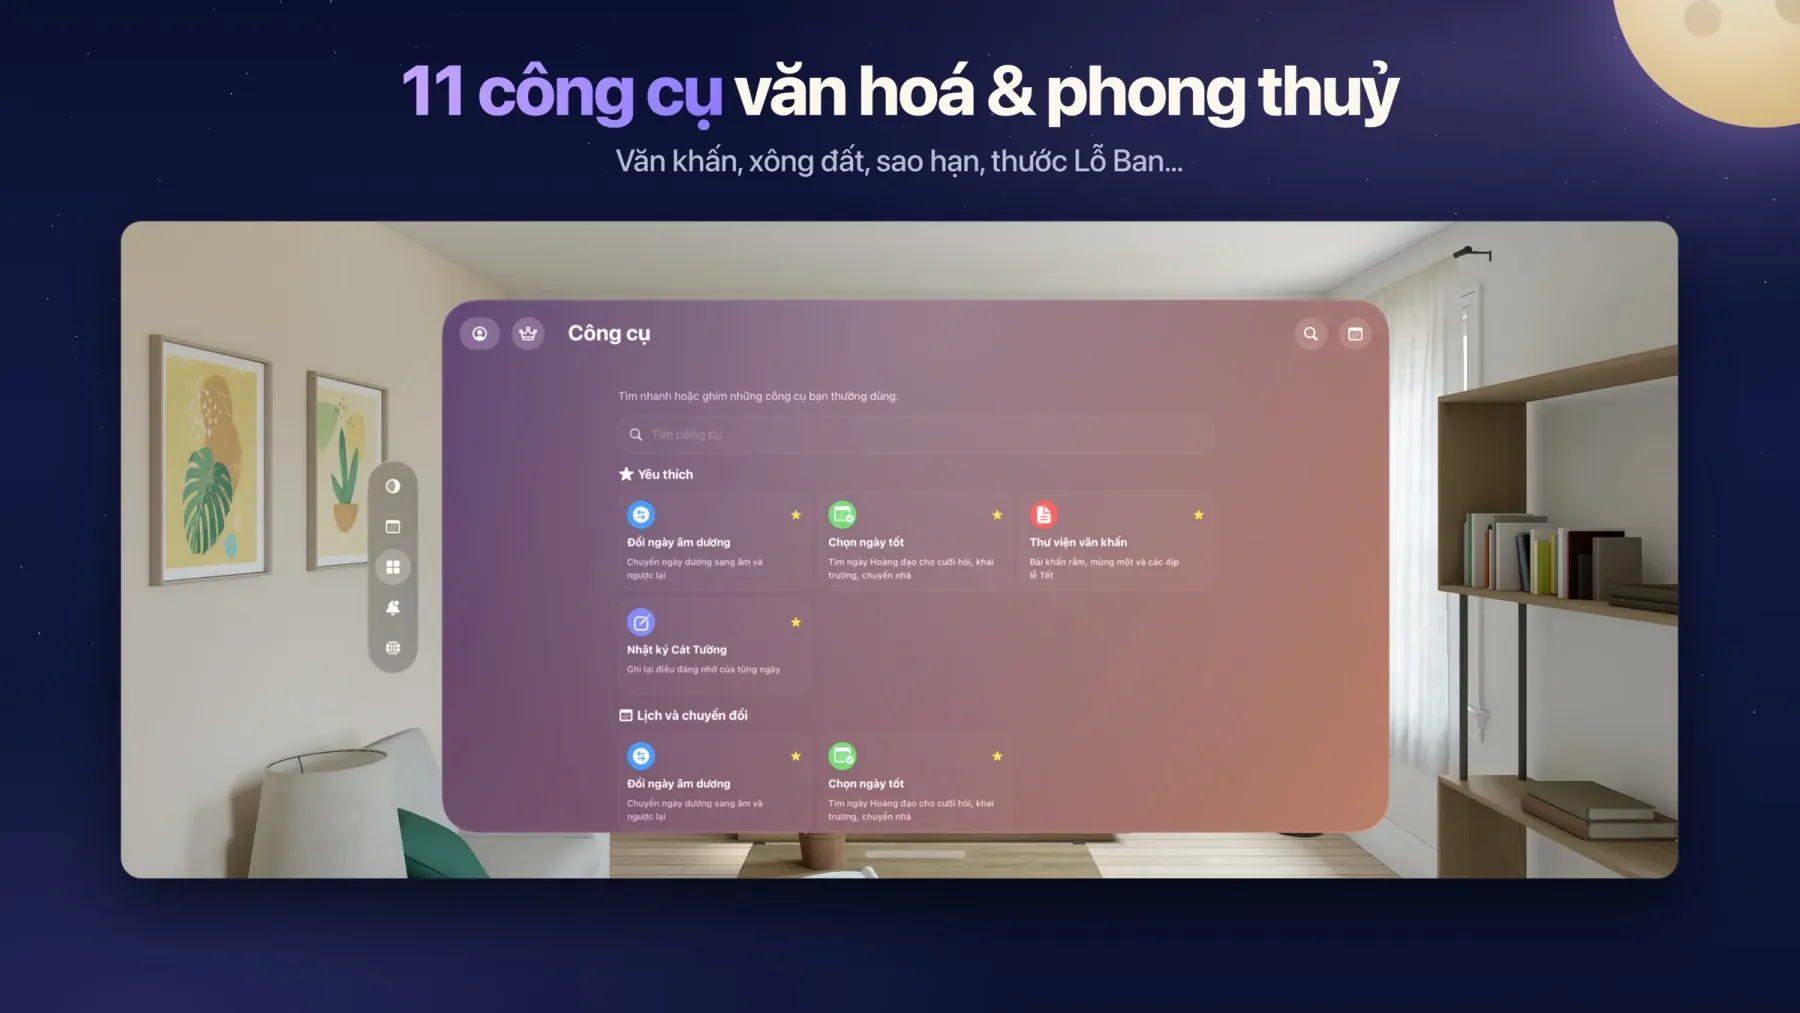 11 công cụ văn hoá & phong thuỷ
Văn khấn, xông đất, sao hạn, thước Lỗ Ban...
Công cụ
Tìm nhanh hoặc ghim những công cụ bạn thường dùng.
Tìm công cụ
Yêu thích
Đổi ngày âm dương
Chuyển ngày dương sang âm và
ngược lại
Chọn ngày tốt
Tìm ngày Hoàng đạo cho cưới hỏi, khai
trương, chuyển nhà
Thư viện văn khấn
Bài khấn rằm, mùng một và các dịp
lễ Tết
Nhật ký Cát Tường
Ghi lại điều đáng nhớ của từng ngày
Lịch và chuyển đổi
Đổi ngày âm dương
Chuyển ngày dương sang âm và
ngược lại
Chọn ngày tốt
Tìm ngày Hoàng đạo cho cưới hỏi, khai
trương, chuyển nhà